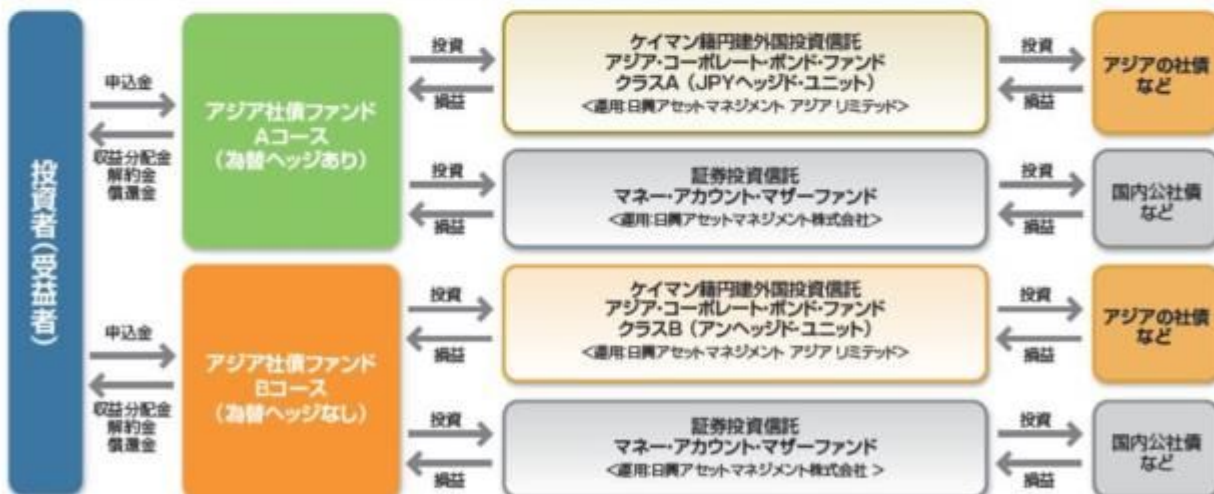 投資者(受益者)
申込金
収益分配金
解約金
償還金
アジア社債ファンド
Aコース
(為替ヘッジあり)
投資
損益
ケイマン籍円建外国投資信託
アジア・コーポレート・ボンド・ファンド
クラスA (JPYヘッジド・ユニット)
<運用:日興アセットマネジメント アジア リミテッド>
投資
損益
アジアの社債
など
投資
損益
証券投資信託
マネー・アカウント・マザーファンド
<運用:日興アセットマネジメント株式会社>
投資
損益
国内公社債
など
申込金
収益分配金
解約金
償還金
アジア社債ファンド
Bコース
(為替ヘッジなし)
投資
損益
ケイマン籍円建外国投資信託
アジア・コーポレート・ボンド・ファンド
クラスB (アンヘッジド・ユニット)
<運用:日興アセットマネジメント アジア リミテッド>
投資
損益
アジアの社債
など
投資
損益
証券投資信託
マネー・アカウント・マザーファンド
<運用:日興アセットマネジメント株式会社 >
投資
損益
国内公社債
など